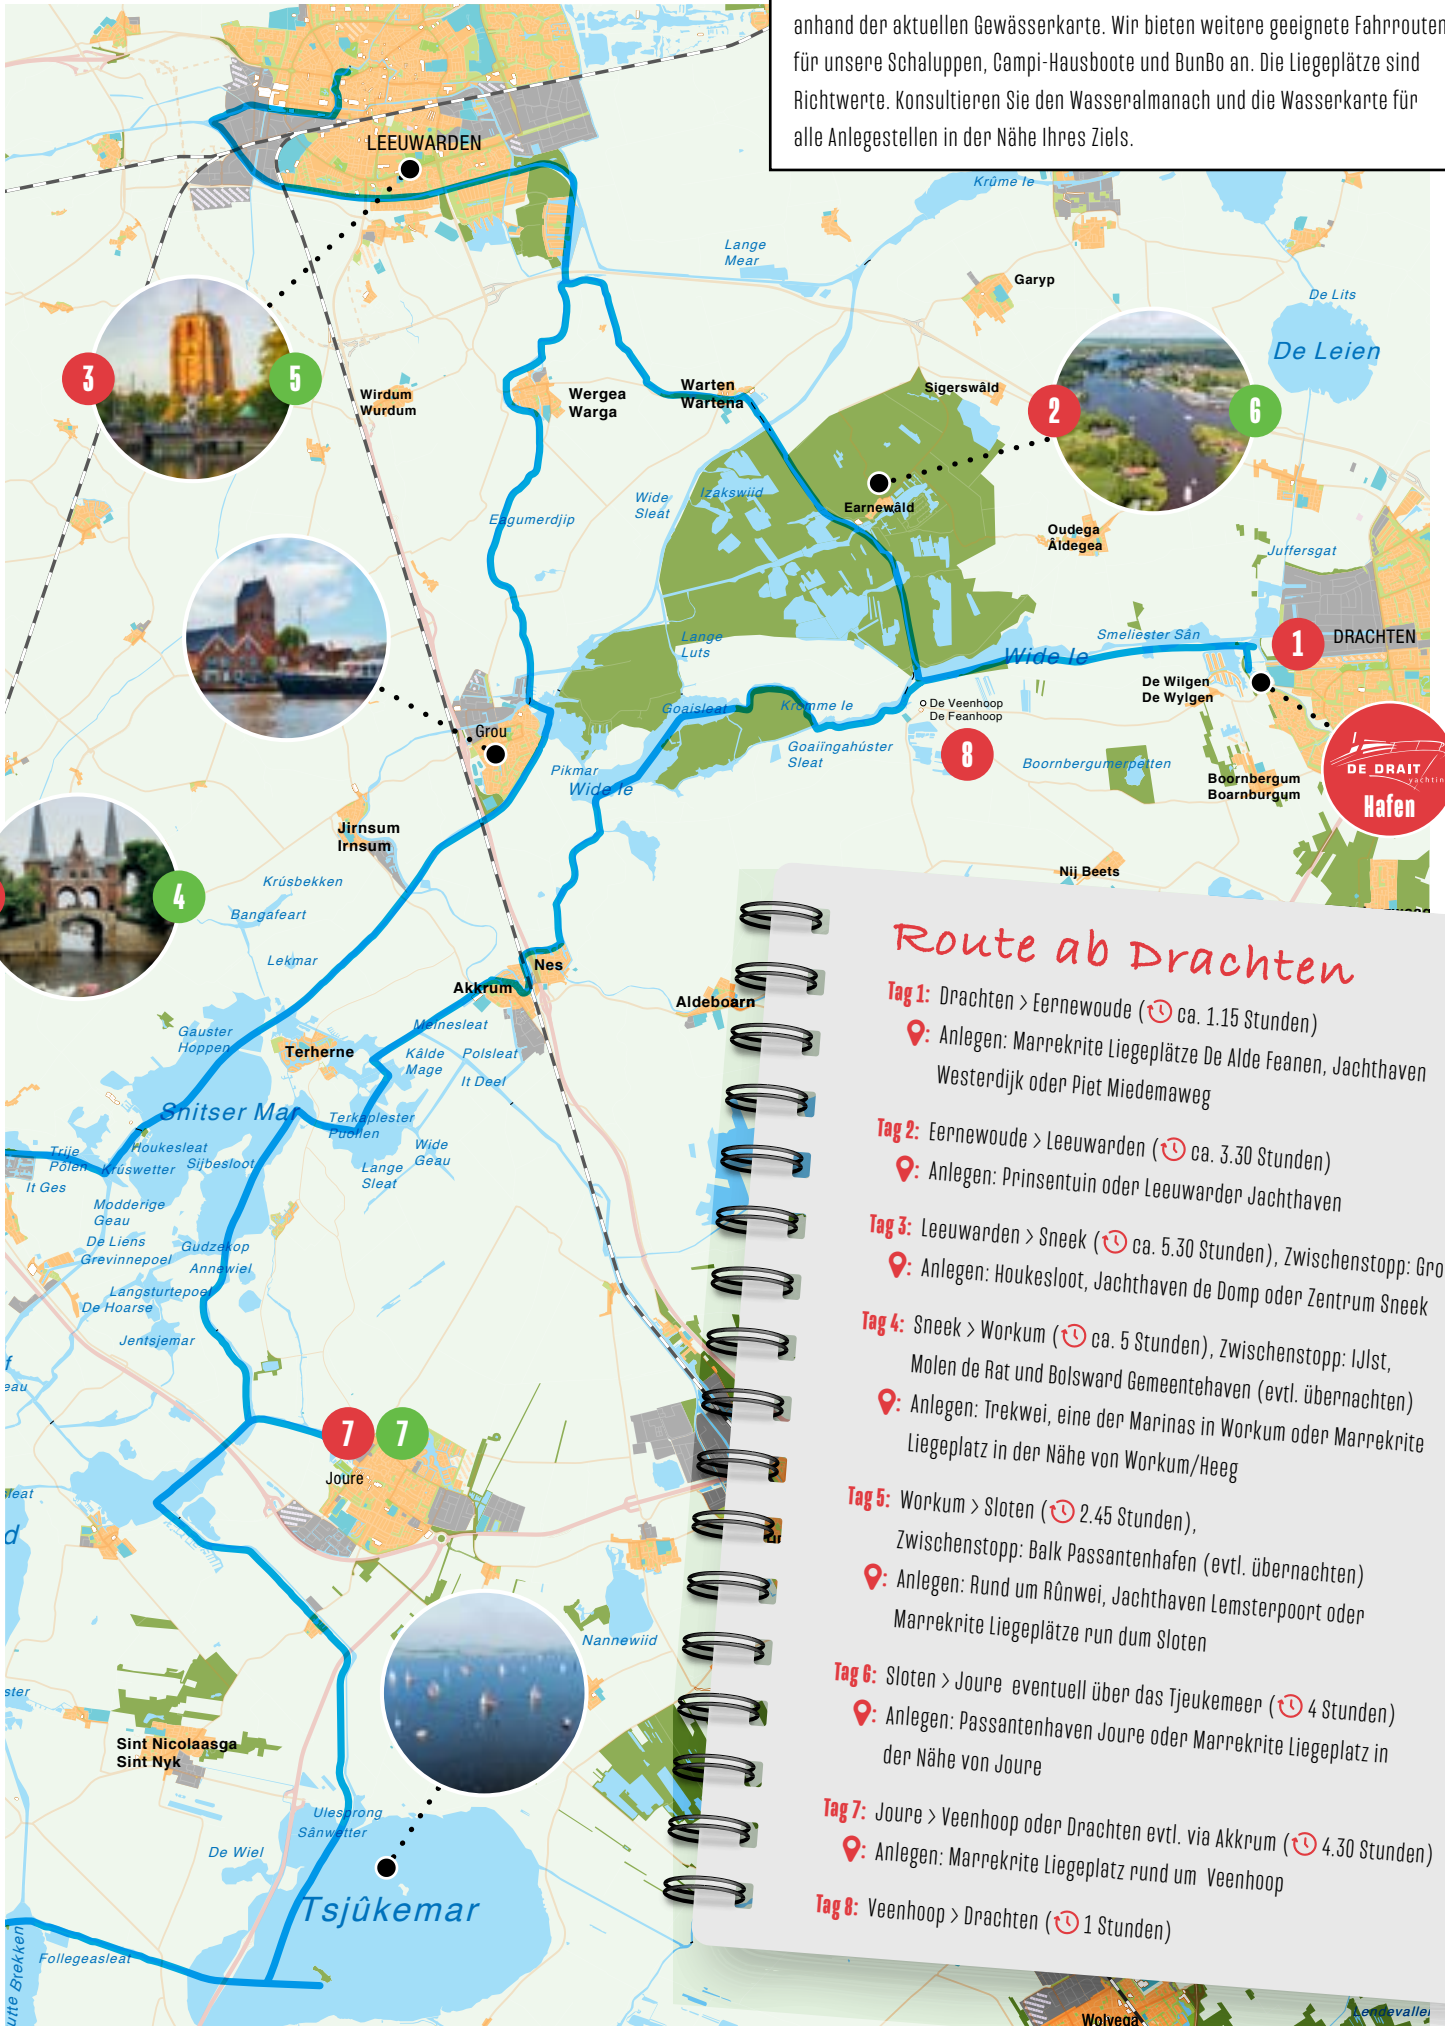 anhand der aktuellen Gewässerkarte. Wir bieten weitere geeignete Fahrrouten
für unsere Schaluppen, Campi-Hausboote und BunBo an. Die Liegeplätze sind
Richtwerte. Konsultieren Sie den Wasseralmanach und die Wasserkarte für
alle Anlegestellen in der Nähe Ihres Ziels.
LEEUWARDEN
Krûme Ie
Lange
Mear
Garyp
De Lits
De Leien
3
5
Wirdum
Wurdum
Wergea
Warga
Warten
Wartena
Sigerswâld
2
6
Wide
Sleat
Izakswiid
Eagumerdjip
Earnewâld
Oudega
Âldegea
Juffersgat
Lange
Luts
Smeliester Sân
Wide Ie
1
DRACHTEN
De Wilgen
De Wylgen
Goaisleat
Kromme Ie
De Veenhoop
De Feanhoop
Grou
Goaiïngahúster
Sleat
8
Boornbergumerpetten
Pikmar
Wide Ie
Boornbergum
Boarnburgum
DE DRAIT
Hafen
Jirnsum
Irnsum
Nij Beets
Krúsbekken
4
Bangafeart
Lekmar
Nes
Akkrum
Aldeboarn
Gauster
Hoppen
Meinesleat
Terherne
Kâlde
Mage
Polsleat
It Deel
Snitser Mar
Terkaplester
Puollen
Houkesleat
Trije
Polen
Krúswetter
Sijbesloot
Wide
Geau
Lange
Sleat
It Ges
Modderige
Geau
De Liens
Grevinnepoel
Gudzekop
Annewiel
Langsturtepoel
De Hoarse
Jentsjemar
7
7
Joure
Nannewiid
Sint Nicolaasga
Sint Nyk
Ulesprong
Sânwetter
De Wiel
Tsjûkemar
Follegeasleat
Route ab Drachten
Tag 1: Drachten > Eernewoude (ca. 1.15 Stunden)
: Anlegen: Marrekrite Liegeplätze De Alde Feanen, Jachthaven
Westerdijk oder Piet Miedemaweg
Tag 2: Eernewoude > Leeuwarden (ca. 3.30 Stunden)
: Anlegen: Prinsentuin oder Leeuwarder Jachthaven
Tag 3: Leeuwarden > Sneek (ca. 5.30 Stunden), Zwischenstopp: Gro
: Anlegen: Houkesloot, Jachthaven de Domp oder Zentrum Sneek
Tag 4: Sneek > Workum (ca. 5 Stunden), Zwischenstopp: IJlst,
Molen de Rat und Bolsward Gemeentehaven (evtl. übernachten)
: Anlegen: Trekwei, eine der Marinas in Workum oder Marrekrite
Liegeplatz in der Nähe von Workum/Heeg
Tag 5: Workum > Sloten (2.45 Stunden),
Zwischenstopp: Balk Passantenhafen (evtl. übernachten)
: Anlegen: Rund um Rûnwei, Jachthaven Lemsterpoort oder
Marrekrite Liegeplätze run dum Sloten
Tag 6: Sloten > Joure eventuell über das Tjeukemeer (4 Stunden)
: Anlegen: Passantenhaven Joure oder Marrekrite Liegeplatz in
der Nähe von Joure
Tag 7: Joure > Veenhoop oder Drachten evtl. via Akkrum (4.30 Stunden)
: Anlegen: Marrekrite Liegeplatz rund um Veenhoop
Tag 8: Veenhoop > Drachten (1 Stunden)
Wolvega